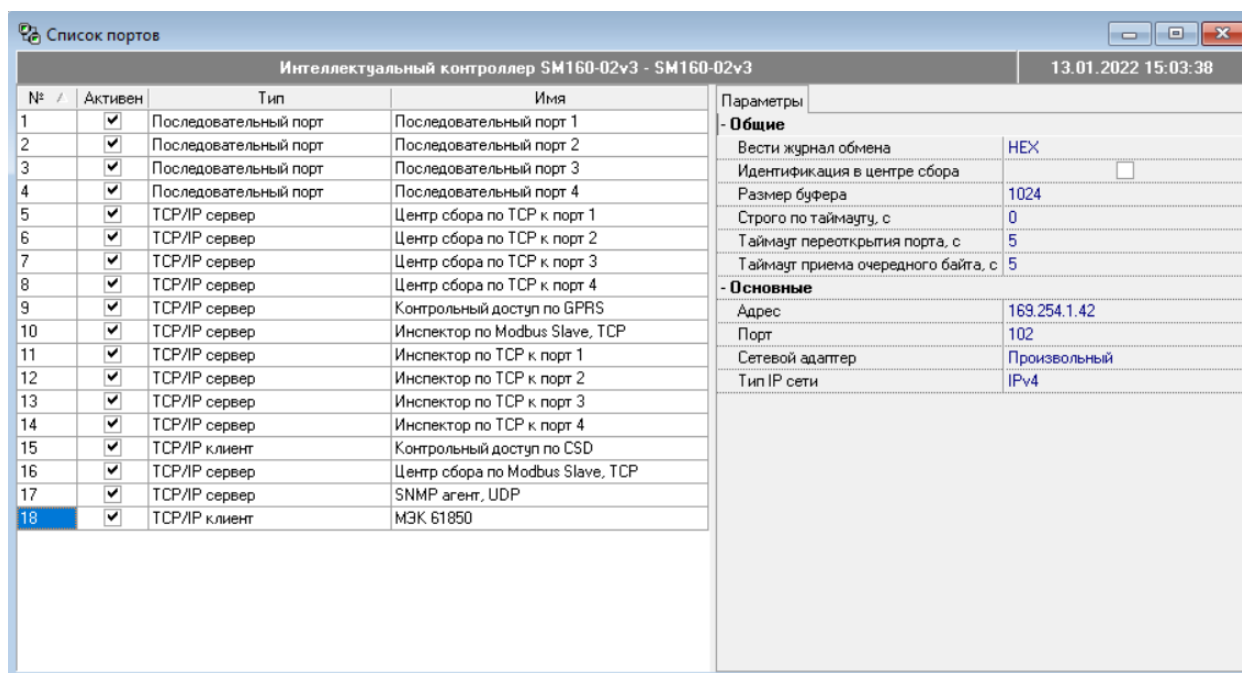 Список портов
Интеллектуальный контроллер SM160-02v3 - SM160-02v3 13.01.2022 15:03:38
№ Активен Тип Имя
1 Последовательный порт Последовательный порт 1
2 Последовательный порт Последовательный порт 2
3 Последовательный порт Последовательный порт 3
4 Последовательный порт Последовательный порт 4
5 TCP/IP сервер Центр сбора по TCP к порт 1
6 TCP/IP сервер Центр сбора по TCP к порт 2
7 TCP/IP сервер Центр сбора по TCP к порт 3
8 TCP/IP сервер Центр сбора по TCP к порт 4
9 TCP/IP сервер Контрольный доступ по GPRS
10 TCP/IP сервер Инспектор по Modbus Slave, TCP
11 TCP/IP сервер Инспектор по TCP к порт 1
12 TCP/IP сервер Инспектор по TCP к порт 2
13 TCP/IP сервер Инспектор по TCP к порт 3
14 TCP/IP сервер Инспектор по TCP к порт 4
15 TCP/IP клиент Контрольный доступ по CSD
16 TCP/IP сервер Центр сбора по Modbus Slave, TCP
17 TCP/IP сервер SNMP агент, UDP
18 TCP/IP клиент МЭК 61850
Параметры
- Общие
Вести журнал обмена HEX
Идентификация в центре сбора
Размер буфера 1024
Строго по таймауту, с 0
Таймаут переоткрытия порта, с 5
Таймаут приема очередного байта, с 5
- Основные
Адрес 169.254.1.42
Порт 102
Сетевой адаптер Произвольный
Тип IP сети IPv4